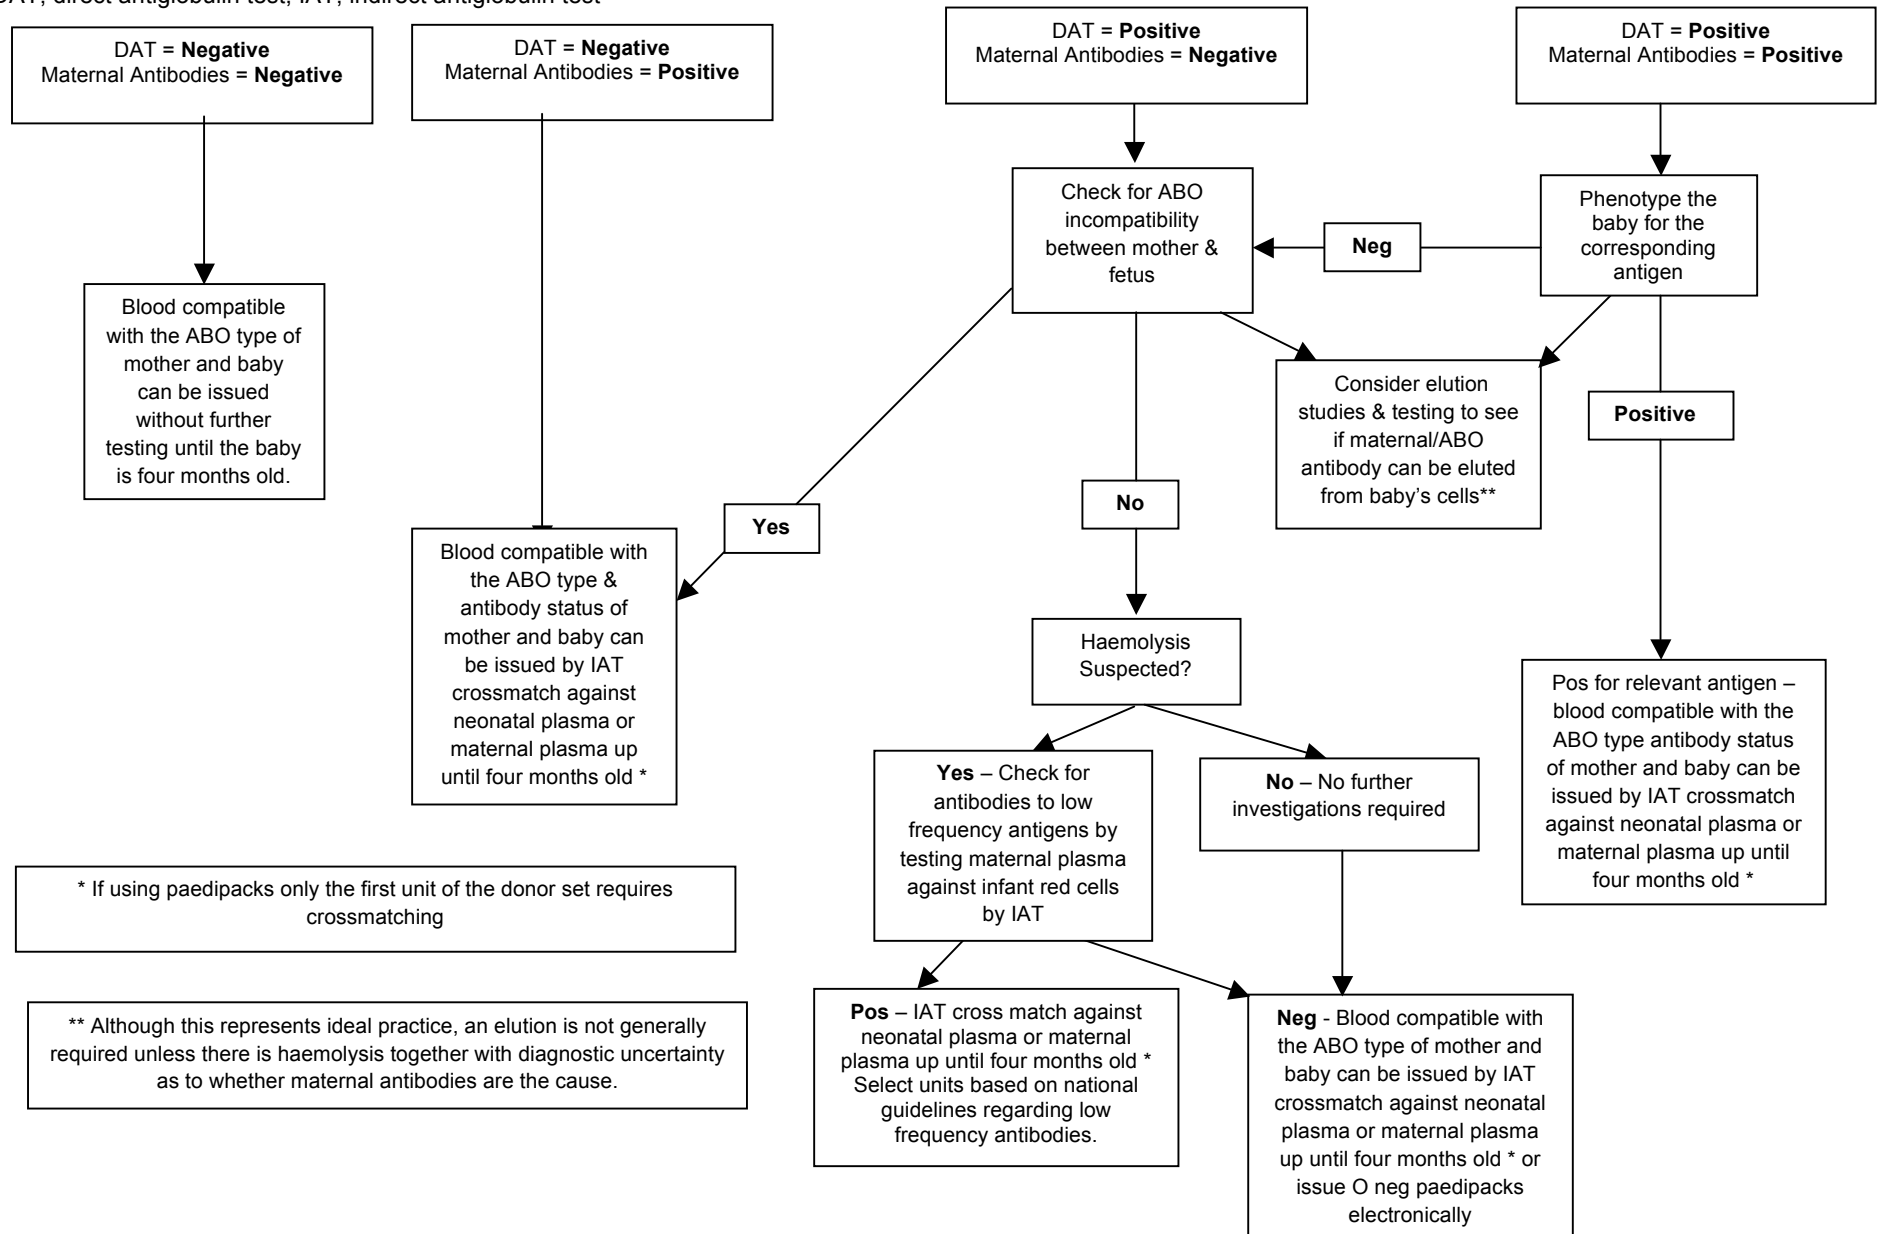 DAT, direct antiglobulin test; IAT, indirect antiglobulin test
DAT = Negative
Maternal Antibodies = Negative
DAT = Negative
Maternal Antibodies = Positive
DAT = Positive
Maternal Antibodies = Negative
DAT = Positive
Maternal Antibodies = Positive
Check for ABO
incompatibility
between mother &
fetus
Neg
Phenotype the
baby for the
corresponding
antigen
Blood compatible
with the ABO type of
mother and baby
can be issued
without further
testing until the baby
is four months old.
Consider elution
studies & testing to see
if maternal/ABO
antibody can be eluted
from baby's cells**
Positive
Yes
No
Blood compatible with
the ABO type &
antibody status of
mother and baby can
be issued by IAT
crossmatch against
neonatal plasma or
maternal plasma up
until four months old *
Haemolysis
Suspected?
Pos for relevant antigen –
blood compatible with the
ABO type antibody status
of mother and baby can be
issued by IAT crossmatch
against neonatal plasma or
maternal plasma up until
four months old *
Yes – Check for
antibodies to low
frequency antigens by
testing maternal plasma
against infant red cells
by IAT
No – No further
investigations required
* If using paedipacks only the first unit of the donor set requires
crossmatching
** Although this represents ideal practice, an elution is not generally
required unless there is haemolysis together with diagnostic uncertainty
as to whether maternal antibodies are the cause.
Pos – IAT cross match against
neonatal plasma or maternal
plasma up until four months old *
Select units based on national
guidelines regarding low
frequency antibodies.
Neg - Blood compatible with
the ABO type of mother and
baby can be issued by IAT
crossmatch against neonatal
plasma or maternal plasma
up until four months old * or
issue O neg paedipacks
electronically